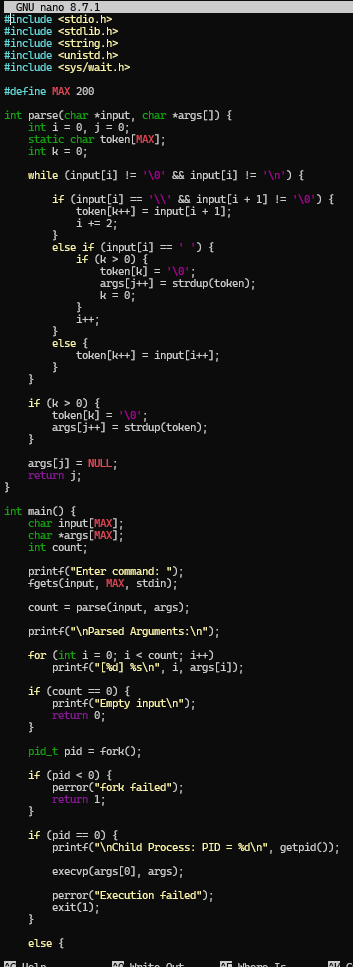 GNU nano 8.7.1
#include <stdio.h>
#include <stdlib.h>
#include <string.h>
#include <unistd.h>
#include <sys/wait.h>

#define MAX 200

int parse(char *input, char *args[]) {
    int i = 0, j = 0;
    static char token[MAX];
    int k = 0;

    while (input[i] != '\0' && input[i] != '\n') {

        if (input[i] == '\\' && input[i + 1] != '\0') {
            token[k++] = input[i + 1];
            i += 2;
        }
        else if (input[i] == ' ') {
            if (k > 0) {
                token[k] = '\0';
                args[j++] = strdup(token);
                k = 0;
            }
            i++;
        }
        else {
            token[k++] = input[i++];
        }
    }

    if (k > 0) {
        token[k] = '\0';
        args[j++] = strdup(token);
    }

    args[j] = NULL;
    return j;
}

int main() {
    char input[MAX];
    char *args[MAX];
    int count;

    printf("Enter command: ");
    fgets(input, MAX, stdin);

    count = parse(input, args);

    printf("\nParsed Arguments:\n");

    for (int i = 0; i < count; i++)
        printf("[%d] %s\n", i, args[i]);

    if (count == 0) {
        printf("Empty input\n");
        return 0;
    }

    pid_t pid = fork();

    if (pid < 0) {
        perror("fork failed");
        return 1;
    }

    if (pid == 0) {
        printf("\nChild Process: PID = %d\n", getpid());

        execvp(args[0], args);

        perror("Execution failed");
        exit(1);
    }

    else {
^G Help ^O Write Out ^F Where Is